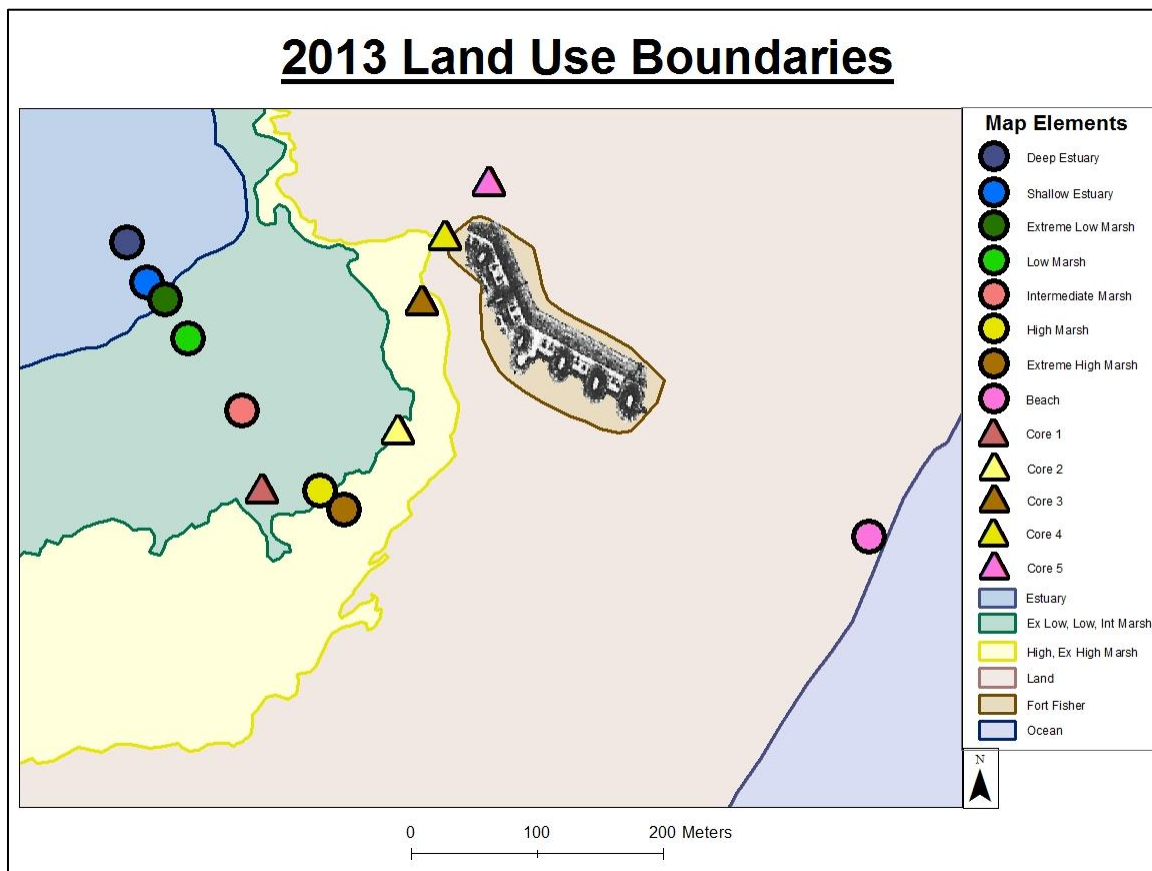 2013 Land Use Boundaries
Map Elements
Deep Estuary
Shallow Estuary
Extreme Low Marsh
Low Marsh
Intermediate Marsh
High Marsh
Extreme High Marsh
Beach
Core 1
Core 2
Core 3
Core 4
Core 5
Estuary
Ex Low, Low, Int Marsh
High, Ex High Marsh
Land
Fort Fisher
Ocean
N
0 100 200 Meters